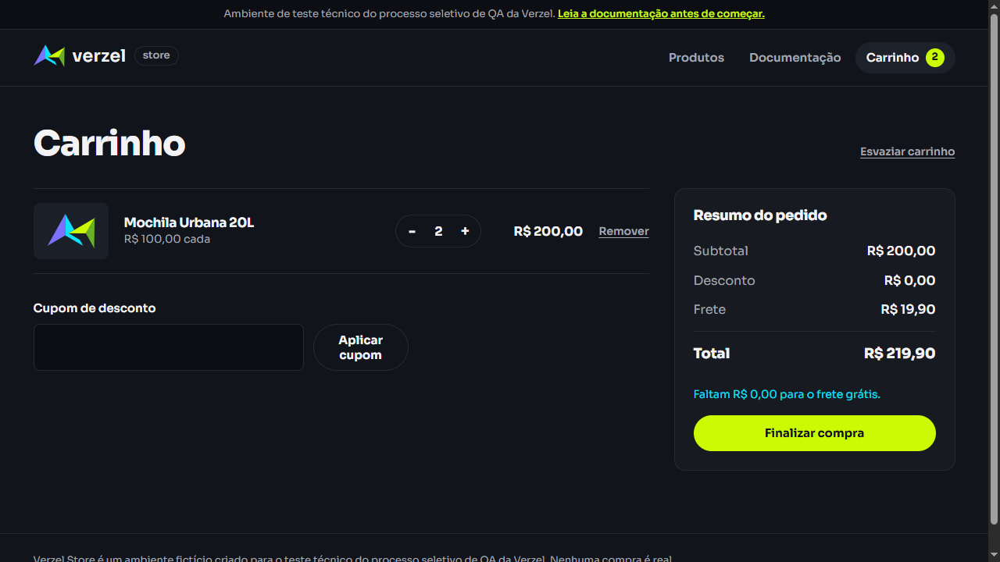 Ambiente de teste técnico do processo seletivo de QA da Verzel. Leia a documentação antes de começar.
verzel store
Produtos
Documentação
Carrinho 2
Carrinho
Esvaziar carrinho
Mochila Urbana 20L
R$ 100,00 cada
- 2 +
R$ 200,00
Remover
Cupom de desconto
Aplicar
cupom
Resumo do pedido
Subtotal R$ 200,00
Desconto R$ 0,00
Frete R$ 19,90
Total R$ 219,90
Faltam R$ 0,00 para o frete grátis.
Finalizar compra
Verzel Store é um ambiente fictício criado para o teste técnico do processo seletivo de QA da Verzel. Nenhuma compra é real.